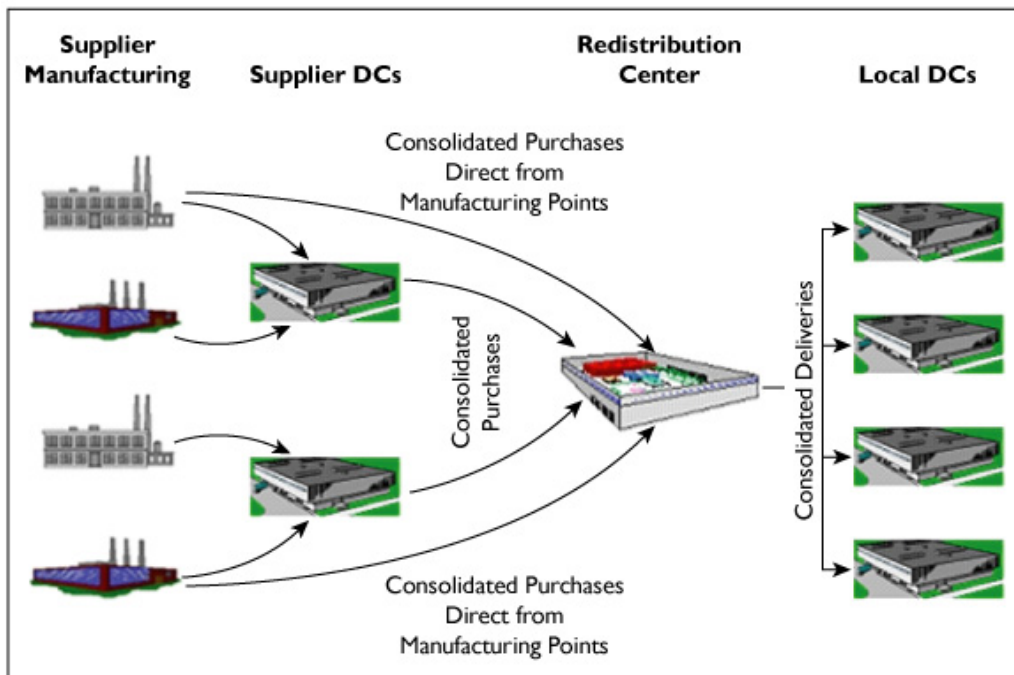 Supplier
Manufacturing
Supplier DCs
Redistribution
Center
Local DCs
Consolidated Purchases
Direct from
Manufacturing Points
Consolidated
Purchases
Consolidated Deliveries
Consolidated Purchases
Direct from
Manufacturing Points